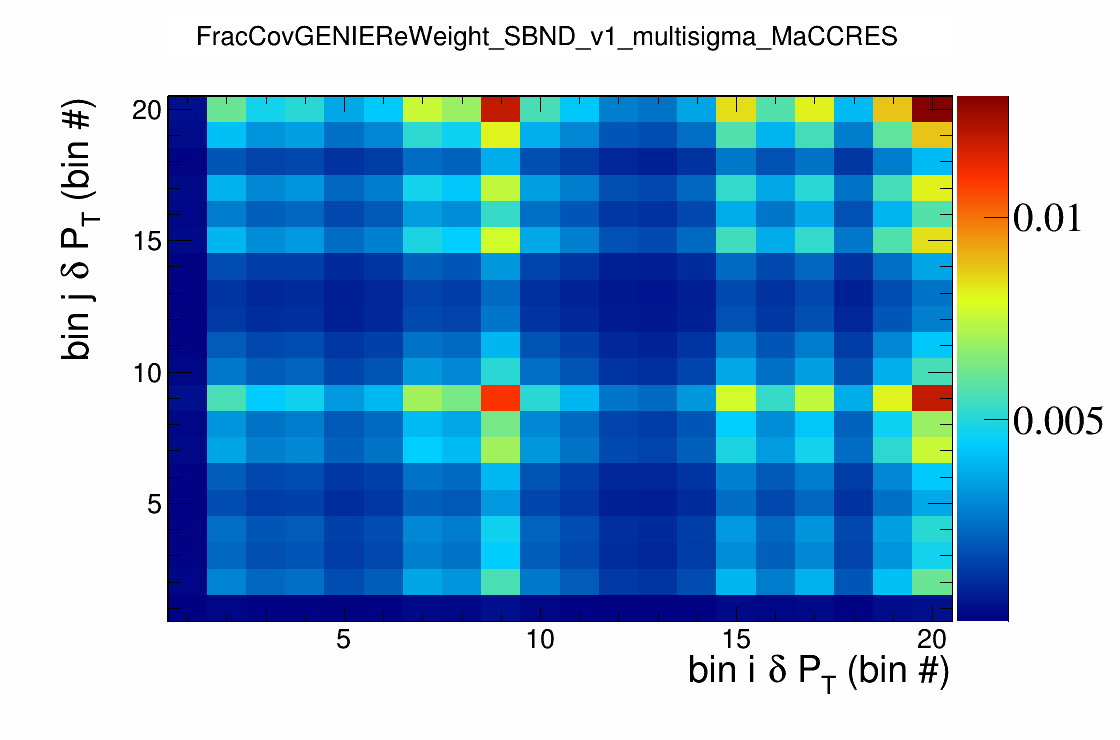 FracCovGENIEReWeight_SBND_v1_multisigma_MaCCRES
bin j δ P_T (bin #)
20
15
10
5
5 10 15 20
bin i δ P_T (bin #)
0.01
0.005